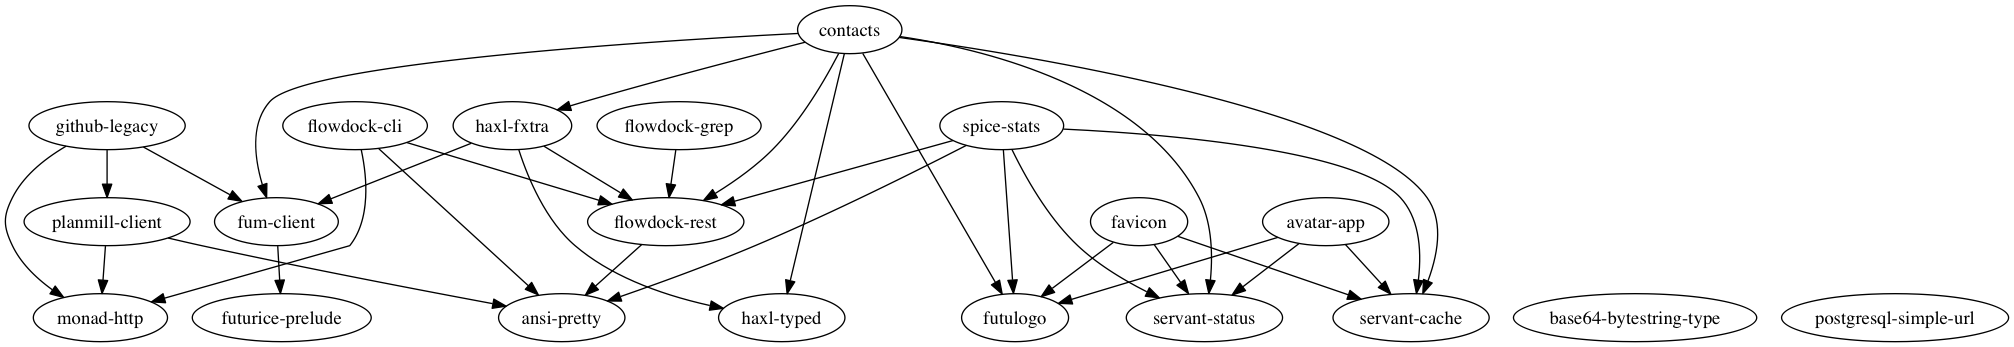 contacts
github-legacy
flowdock-cli
haxl-fxtra
flowdock-grep
spice-stats
planmill-client
fum-client
flowdock-rest
favicon
avatar-app
monad-http
futurice-prelude
ansi-pretty
haxl-typed
futulogo
servant-status
servant-cache
base64-bytestring-type
postgresql-simple-url